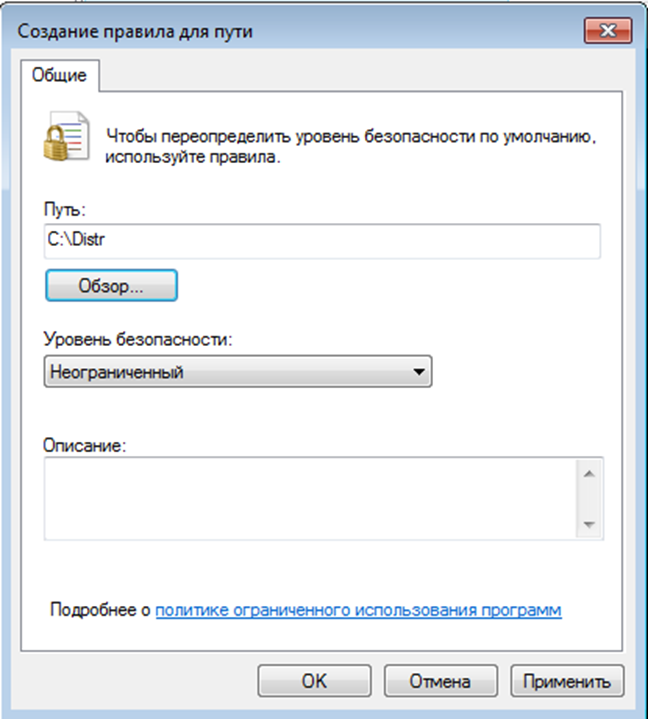 Создание правила для пути
Общие
Чтобы переопределить уровень безопасности по умолчанию,
используйте правила.
Путь:
C:\Distr
Обзор...
Уровень безопасности:
Неограниченный
Описание:
Подробнее о политике ограниченного использования программ
OK
Отмена
Применить